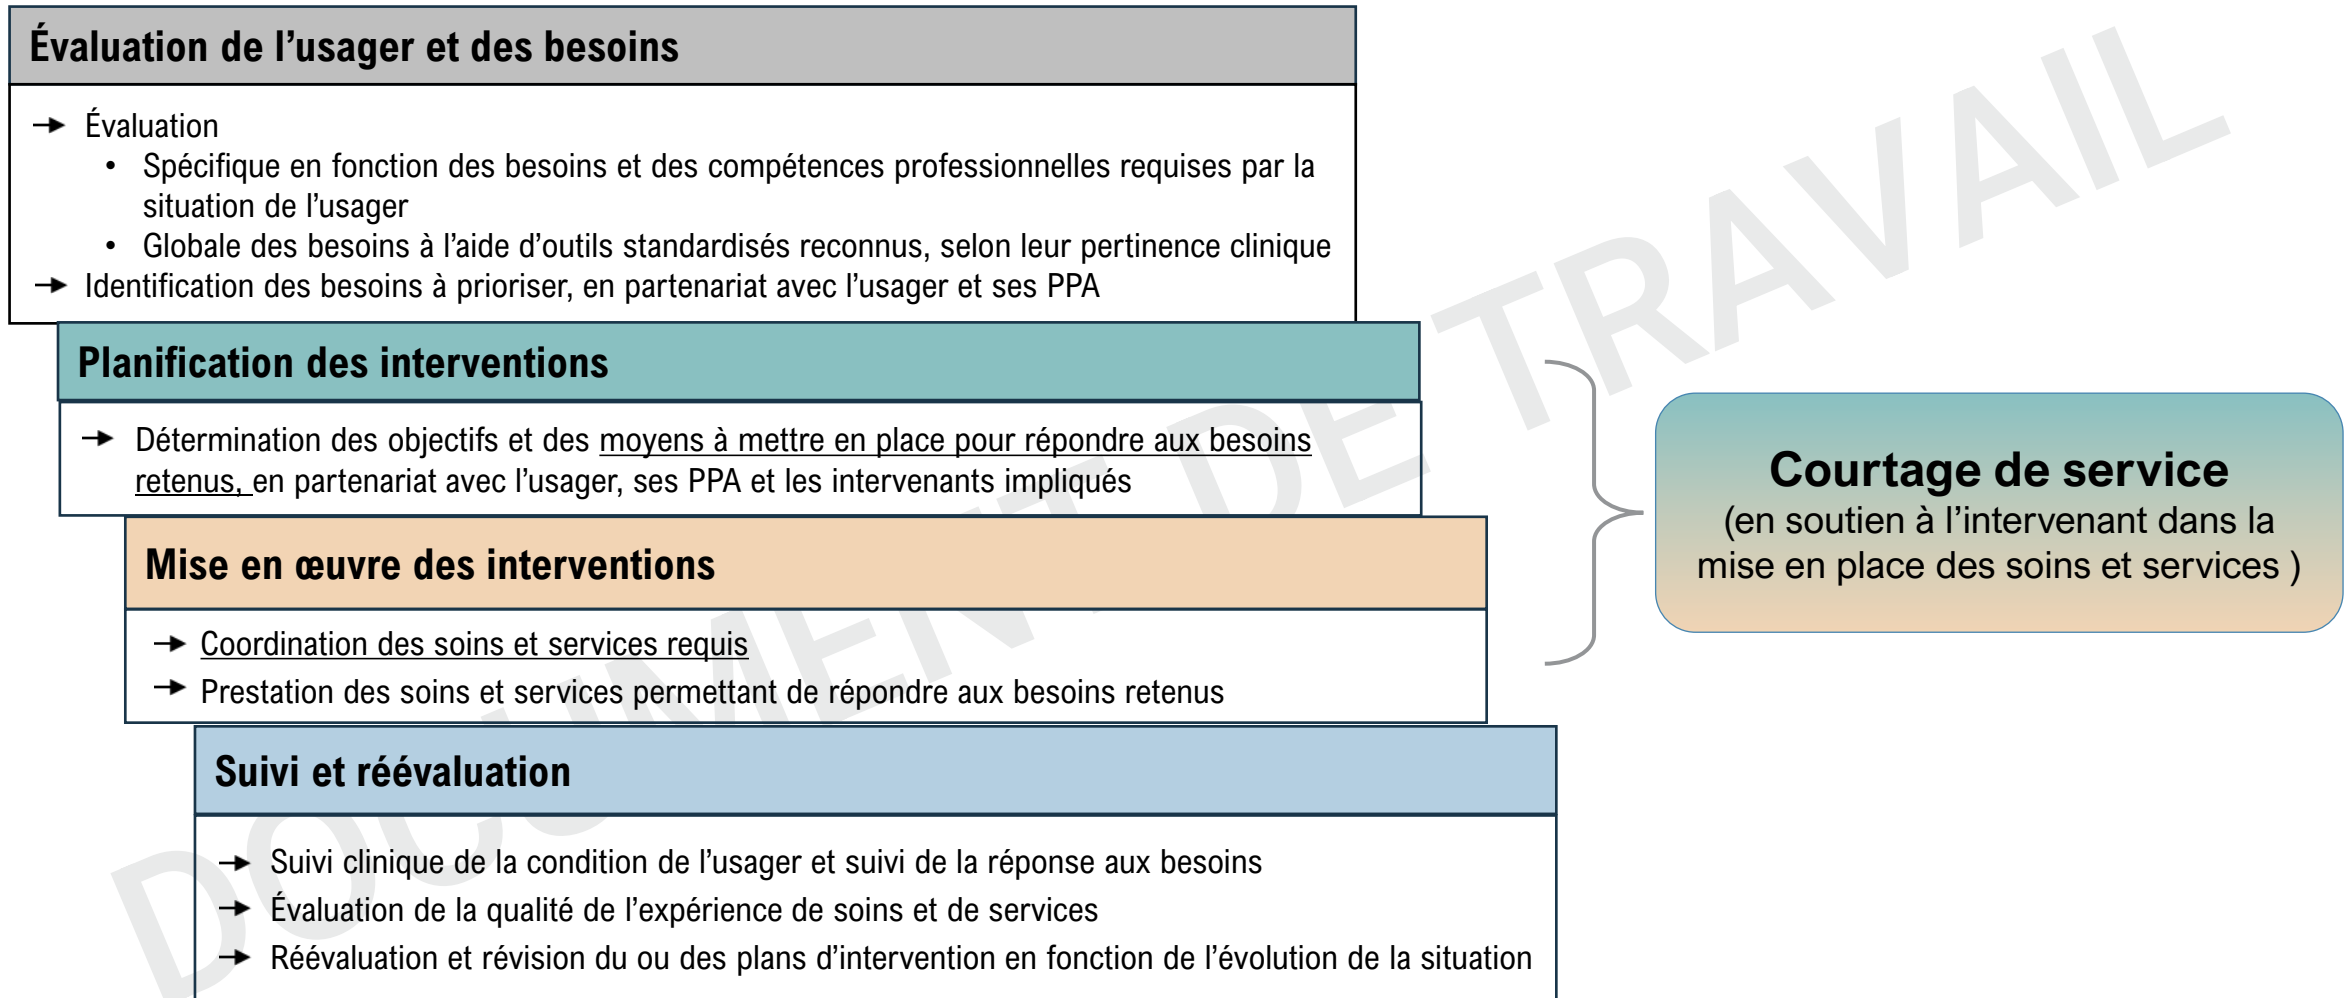 Évaluation de l'usager et des besoins
→ Évaluation
• Spécifique en fonction des besoins et des compétences professionnelles requises par la
situation de l'usager
• Globale des besoins à l'aide d'outils standardisés reconnus, selon leur pertinence clinique
→ Identification des besoins à prioriser, en partenariat avec l'usager et ses PPA
Planification des interventions
→ Détermination des objectifs et des moyens à mettre en place pour répondre aux besoins
retenus, en partenariat avec l'usager, ses PPA et les intervenants impliqués
Mise en œuvre des interventions
→ Coordination des soins et services requis
→ Prestation des soins et services permettant de répondre aux besoins retenus
Suivi et réévaluation
→ Suivi clinique de la condition de l'usager et suivi de la réponse aux besoins
→ Évaluation de la qualité de l'expérience de soins et de services
→ Réévaluation et révision du ou des plans d'intervention en fonction de l'évolution de la situation
Courtage de service
(en soutien à l'intervenant dans la
mise en place des soins et services )
DOCUMENT DE TRAVAIL